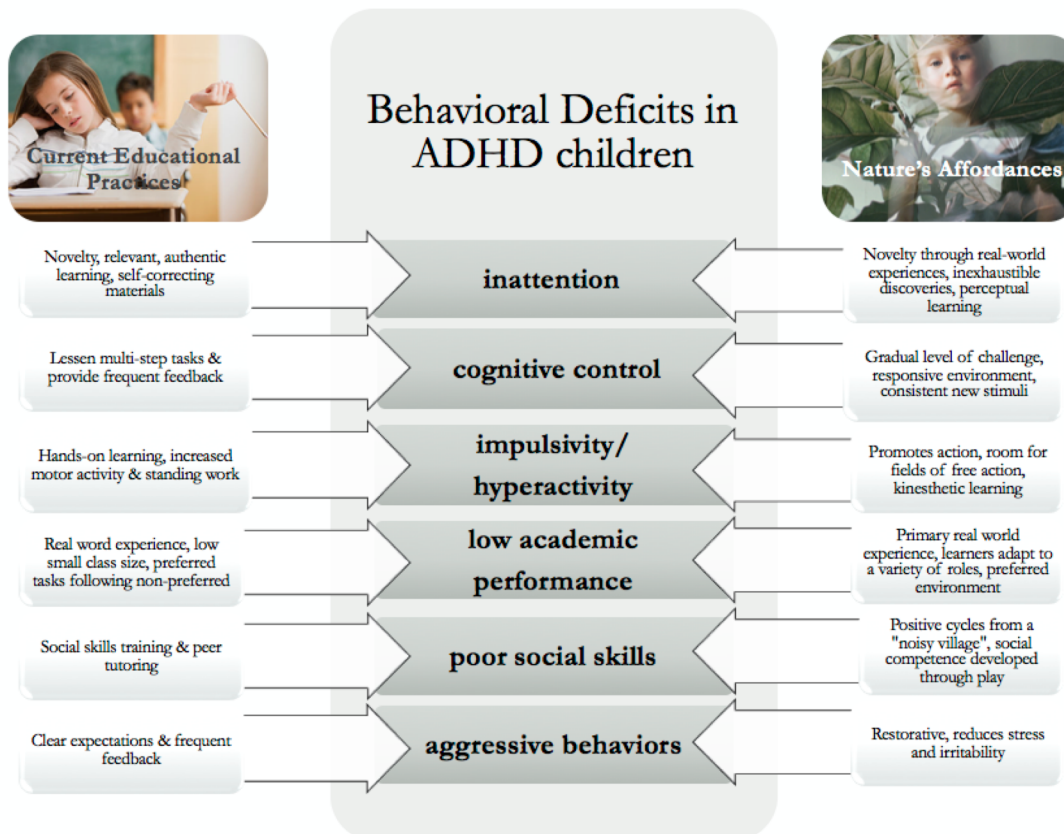 Current Educational
Practices
Behavioral Deficits in
ADHD children
Nature's Affordances
Novelty, relevant, authentic
learning, self-correcting
materials
inattention
Novelty through real-world
experiences, inexhaustible
discoveries, perceptual
learning
Lessen multi-step tasks &
provide frequent feedback
cognitive control
Gradual level of challenge,
responsive environment,
consistent new stimuli
Hands-on learning, increased
motor activity & standing work
impulsivity/
hyperactivity
Promotes action, room for
fields of free action,
kinesthetic learning
Real word experience, low
small class size, preferred
tasks following non-preferred
low academic
performance
Primary real world
experience, learners adapt to
a variety of roles, preferred
environment
Social skills training & peer
tutoring
poor social skills
Positive cycles from a
"noisy village", social
competence developed
through play
Clear expectations & frequent
feedback
aggressive behaviors
Restorative, reduces stress
and irritability